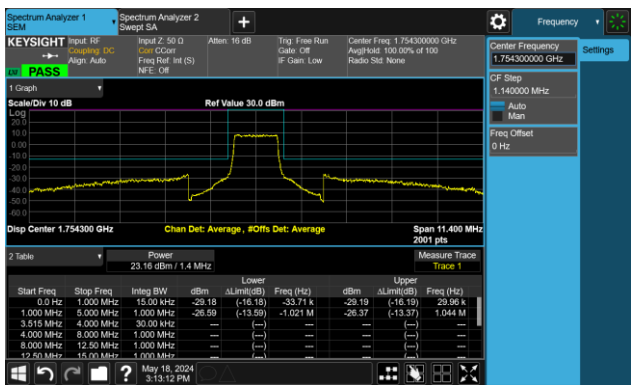 Spectrum Analyzer 1
SEM
Spectrum Analyzer 2
Swept SA
Frequency
KEYSIGHT
Input: RF
Coupling: DC
Align: Auto
Input Z: 50 Ω
Corr CCorr
Freq Ref: Int (S)
NFE: Off
Atten: 16 dB
Trig: Free Run
Gate: Off
IF Gain: Low
Center Freq: 1.754300000 GHz
Avg|Hold: 100.00% of 100
Radio Std: None
PASS
Center Frequency
1.754300000 GHz
Settings
CF Step
1.140000 MHz
Auto
Man
Freq Offset
0 Hz
1 Graph
Scale/Div 10 dB
Ref Value 30.0 dBm
Log
20.0
10.0
0.00
-10.0
-20.0
-30.0
-40.0
-50.0
-60.0
Disp Center 1.754300 GHz
Chan Det: Average , #Offs Det: Average
Span 11.400 MHz
2001 pts
2 Table
Power
23.16 dBm / 1.4 MHz
Measure Trace
Trace 1
Lower Upper
Start Freq Stop Freq Integ BW dBm ΔLimit(dB) Freq (Hz) dBm ΔLimit(dB) Freq (Hz)
0.0 Hz 1.000 MHz 15.00 kHz -29.18 (-16.18) -33.71 k -29.19 (-16.19) 29.96 k
1.000 MHz 5.000 MHz 1.000 MHz -26.59 (-13.59) -1.021 M -26.37 (-13.37) 1.044 M
3.515 MHz 4.000 MHz 30.00 kHz --- (---) --- --- (---) ---
4.000 MHz 8.000 MHz 1.000 MHz --- (---) --- --- (---) ---
8.000 MHz 12.50 MHz 1.000 MHz --- (---) --- --- (---) ---
12.50 MHz 15.00 MHz 1.000 MHz --- (---) --- --- (---) ---
?
May 18, 2024
3:13:12 PM